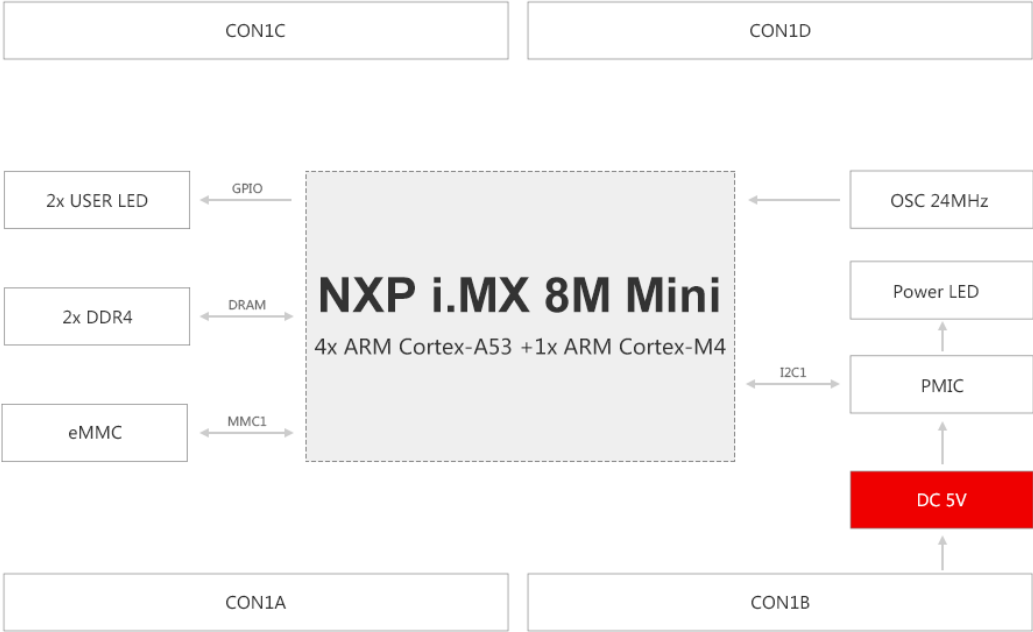 CON1C
CON1D
2x USER LED
GPIO
OSC 24MHz
Power LED
2x DDR4
DRAM
NXP i.MX 8M Mini
4x ARM Cortex-A53 +1x ARM Cortex-M4
I2C1
PMIC
eMMC
MMC1
DC 5V
CON1A
CON1B